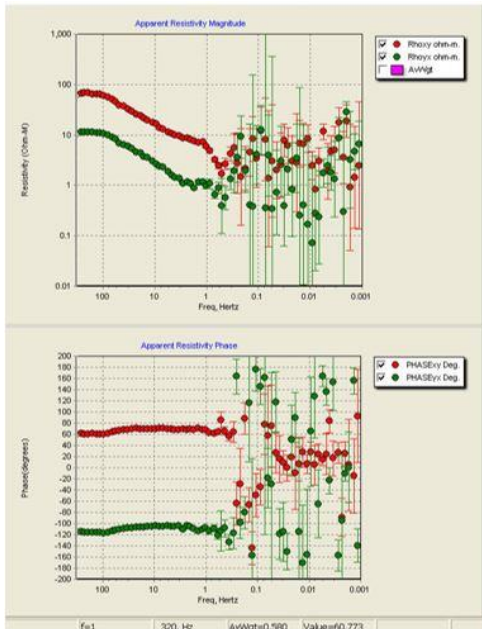 Apparent Resistivity Magnitude
1,000
100
10
1
0.1
0.01
Resistivity (Ohm-M)
100 10 1 0.1 0.01 0.001
Freq, Hertz
Rhoxy ohm-m.
Rhoyx ohm-m.
AvWgt
Apparent Resistivity Phase
200
180
160
140
120
100
80
60
40
20
0
-20
-40
-60
-80
-100
-120
-140
-160
-180
-200
Phase(degrees)
100 10 1 0.1 0.01 0.001
Freq, Hertz
PHASExy Deg.
PHASEyx Deg.
f=1 320. Hz AvWgt=0.580 Value=60.773